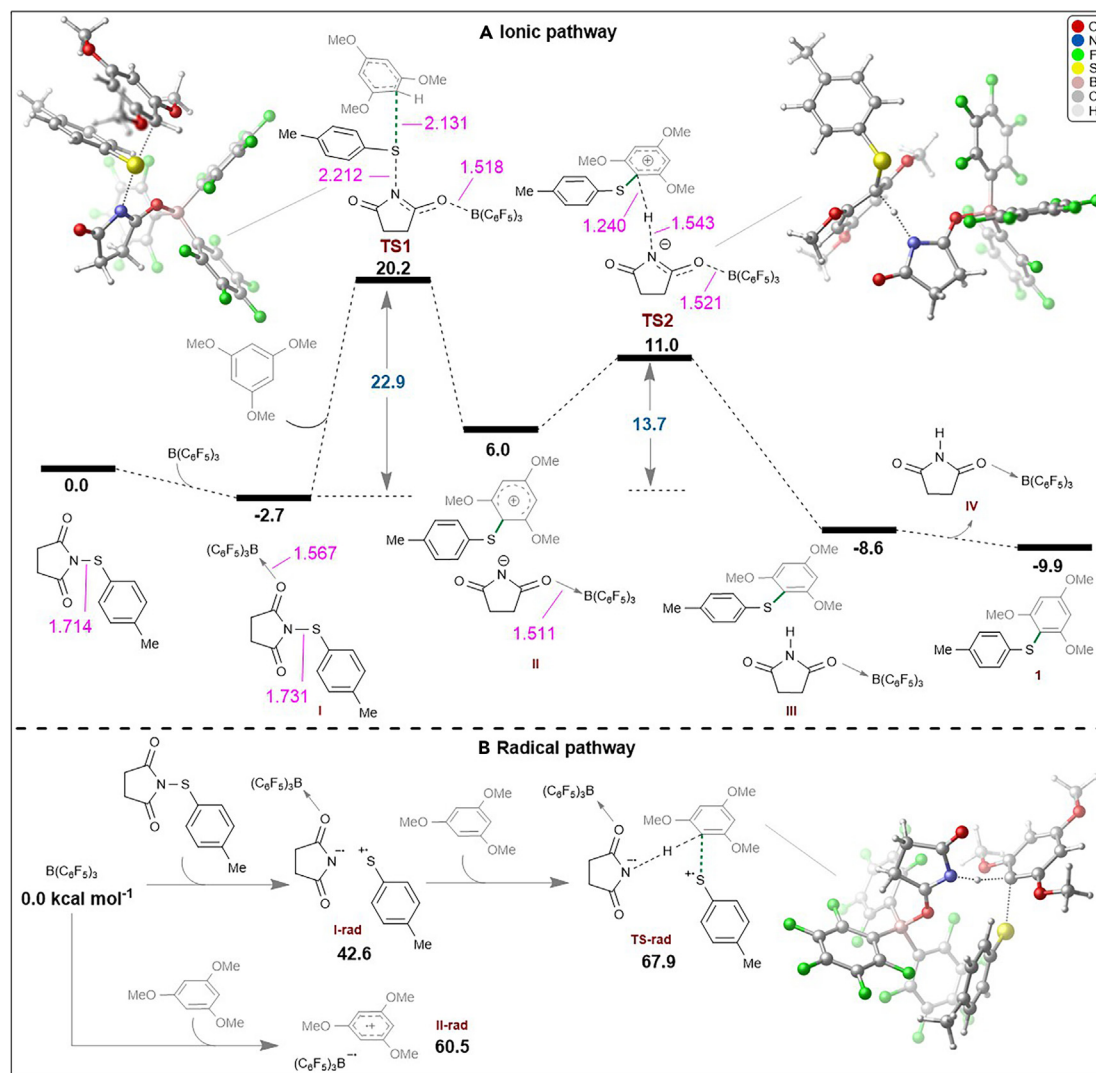 A Ionic pathway
O
N
F
S
B
C
H
MeO
OMe
MeO
H
2.131
Me
S
2.212
1.518
N
O
O
B(C₆F₅)₃
TS1
20.2
MeO
OMe
OMe
Me
S
H
1.240
1.543
N
O
O
B(C₆F₅)₃
1.521
TS2
11.0
MeO
OMe
OMe
22.9
13.7
6.0
0.0
B(C₆F₅)₃
-2.7
O
N
S
O
1.714
Me
(C₆F₅)₃B
1.567
O
N
S
O
1.731
Me
I
OMe
MeO
Me
S
OMe
N
O
O
B(C₆F₅)₃
1.511
II
H
N
O
O
B(C₆F₅)₃
IV
-8.6
-9.9
OMe
MeO
Me
S
OMe
H
N
O
O
B(C₆F₅)₃
III
OMe
MeO
Me
S
OMe
1
B Radical pathway
B(C₆F₅)₃
0.0 kcal mol⁻¹
O
N
S
O
Me
(C₆F₅)₃B
O
N
S
O
Me
I-rad
42.6
OMe
MeO
OMe
(C₆F₅)₃B
O
N
O
H
OMe
MeO
OMe
S
Me
TS-rad
67.9
OMe
MeO
OMe
OMe
MeO
OMe
(C₆F₅)₃B
II-rad
60.5